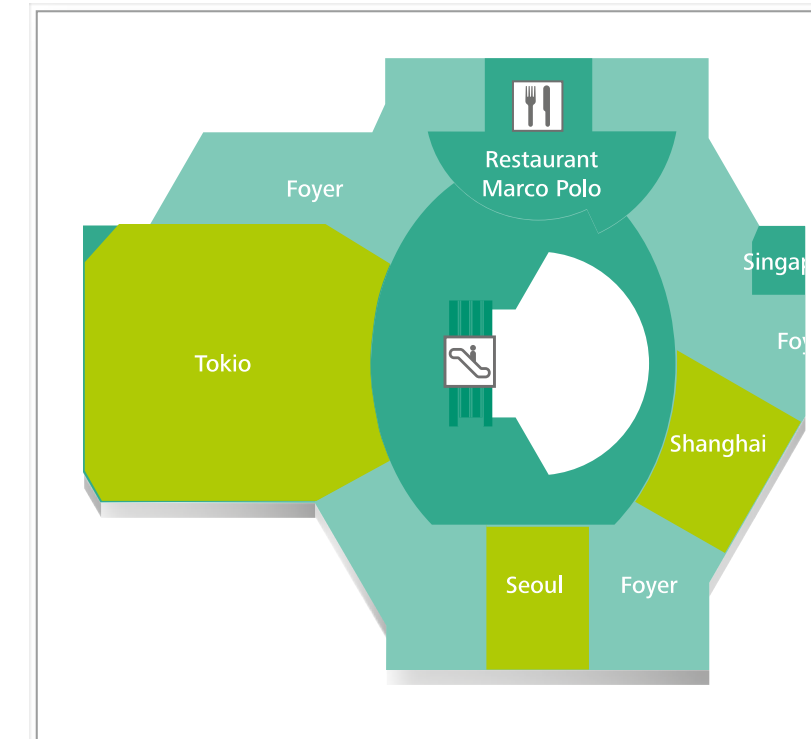 Restaurant
Marco Polo
Foyer
Tokio
Shanghai
Seoul
Foyer